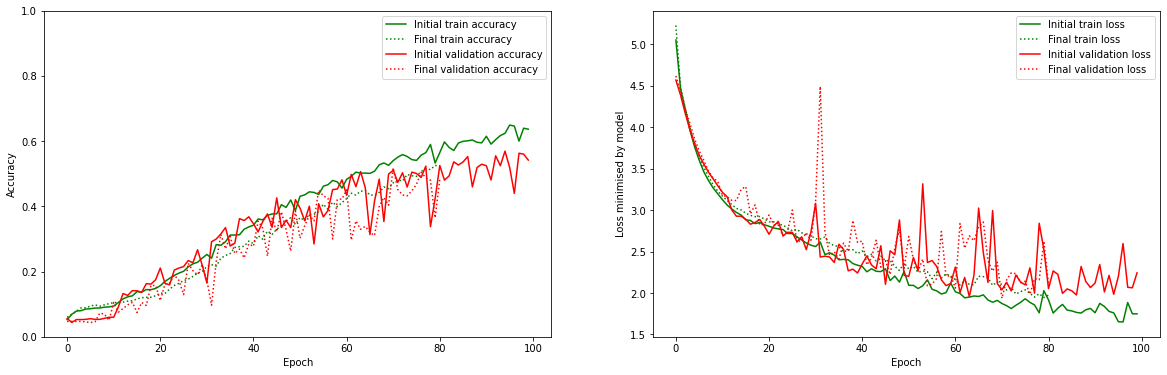 1.0
0.8
0.6
0.4
0.2
0.0
Accuracy
0
20
40
60
80
100
Epoch
Initial train accuracy
Final train accuracy
Initial validation accuracy
Final validation accuracy
5.0
4.5
4.0
3.5
3.0
2.5
2.0
1.5
Loss minimised by model
0
20
40
60
80
100
Epoch
Initial train loss
Final train loss
Initial validation loss
Final validation loss